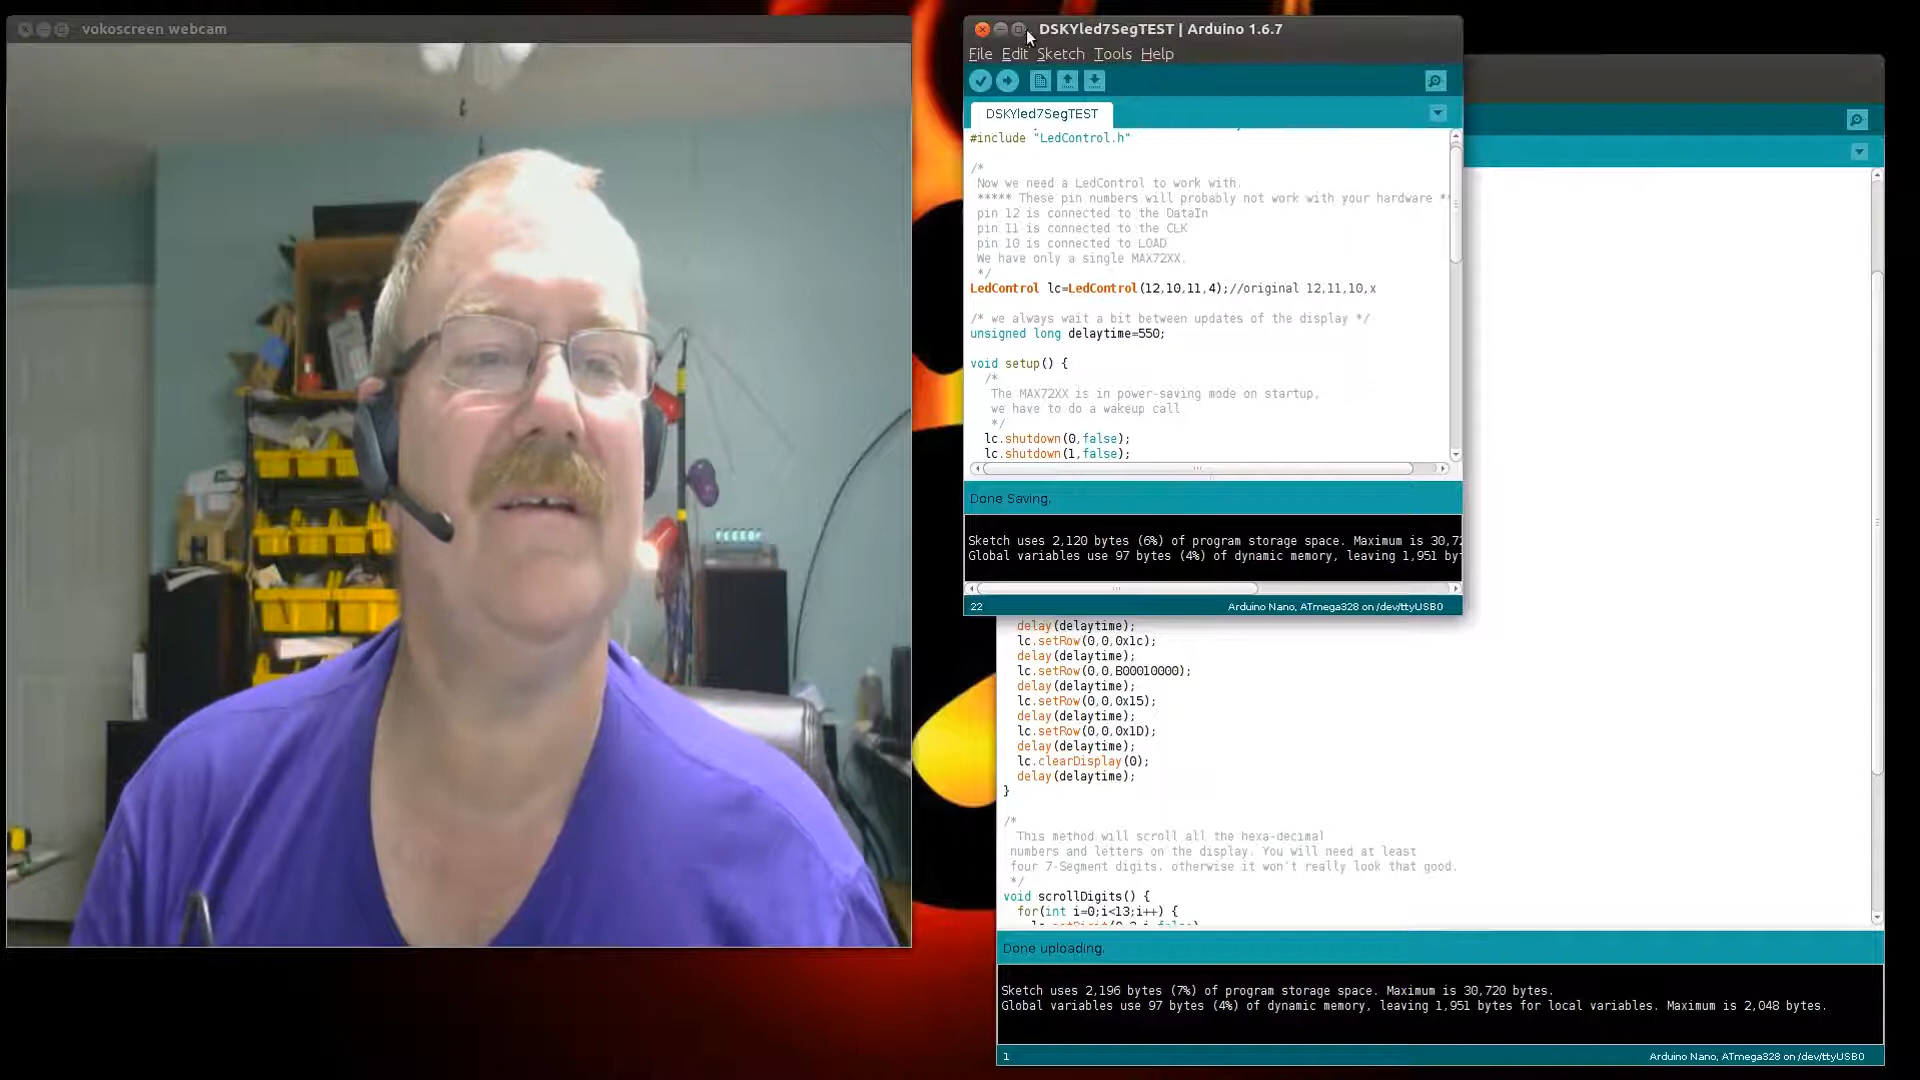 vokoscreen webcam
DSKYled7SegTEST | Arduino 1.6.7
File Edit Sketch Tools Help
DSKYled7SegTEST
#include "LedControl.h"
/*
Now we need a LedControl to work with.
***** These pin numbers will probably not work with your hardware **
pin 12 is connected to the DataIn
pin 11 is connected to the CLK
pin 10 is connected to LOAD
We have only a single MAX72XX.
*/
LedControl lc=LedControl(12,10,11,4);//original 12,11,10,x
/* we always wait a bit between updates of the display */
unsigned long delaytime=550;
void setup() {
/*
The MAX72XX is in power-saving mode on startup,
we have to do a wakeup call
*/
lc.shutdown(0,false);
lc.shutdown(1,false);
Done Saving.
Sketch uses 2,120 bytes (6%) of program storage space. Maximum is 30,72
Global variables use 97 bytes (4%) of dynamic memory, leaving 1,951 byt
22
Arduino Nano, ATmega328 on /dev/ttyUSB0
delay(delaytime);
lc.setRow(0,0,0x1c);
delay(delaytime);
lc.setRow(0,0,B00010000);
delay(delaytime);
lc.setRow(0,0,0x15);
delay(delaytime);
lc.setRow(0,0,0x1D);
delay(delaytime);
lc.clearDisplay(0);
delay(delaytime);
}
/*
This method will scroll all the hexa-decimal
numbers and letters on the display. You will need at least
four 7-Segment digits. otherwise it won't really look that good.
*/
void scrollDigits() {
for(int i=0;i<13;i++) {
Done uploading.
Sketch uses 2,196 bytes (7%) of program storage space. Maximum is 30,720 bytes.
Global variables use 97 bytes (4%) of dynamic memory, leaving 1,951 bytes for local variables. Maximum is 2,048 bytes.
1
Arduino Nano, ATmega328 on /dev/ttyUSB0